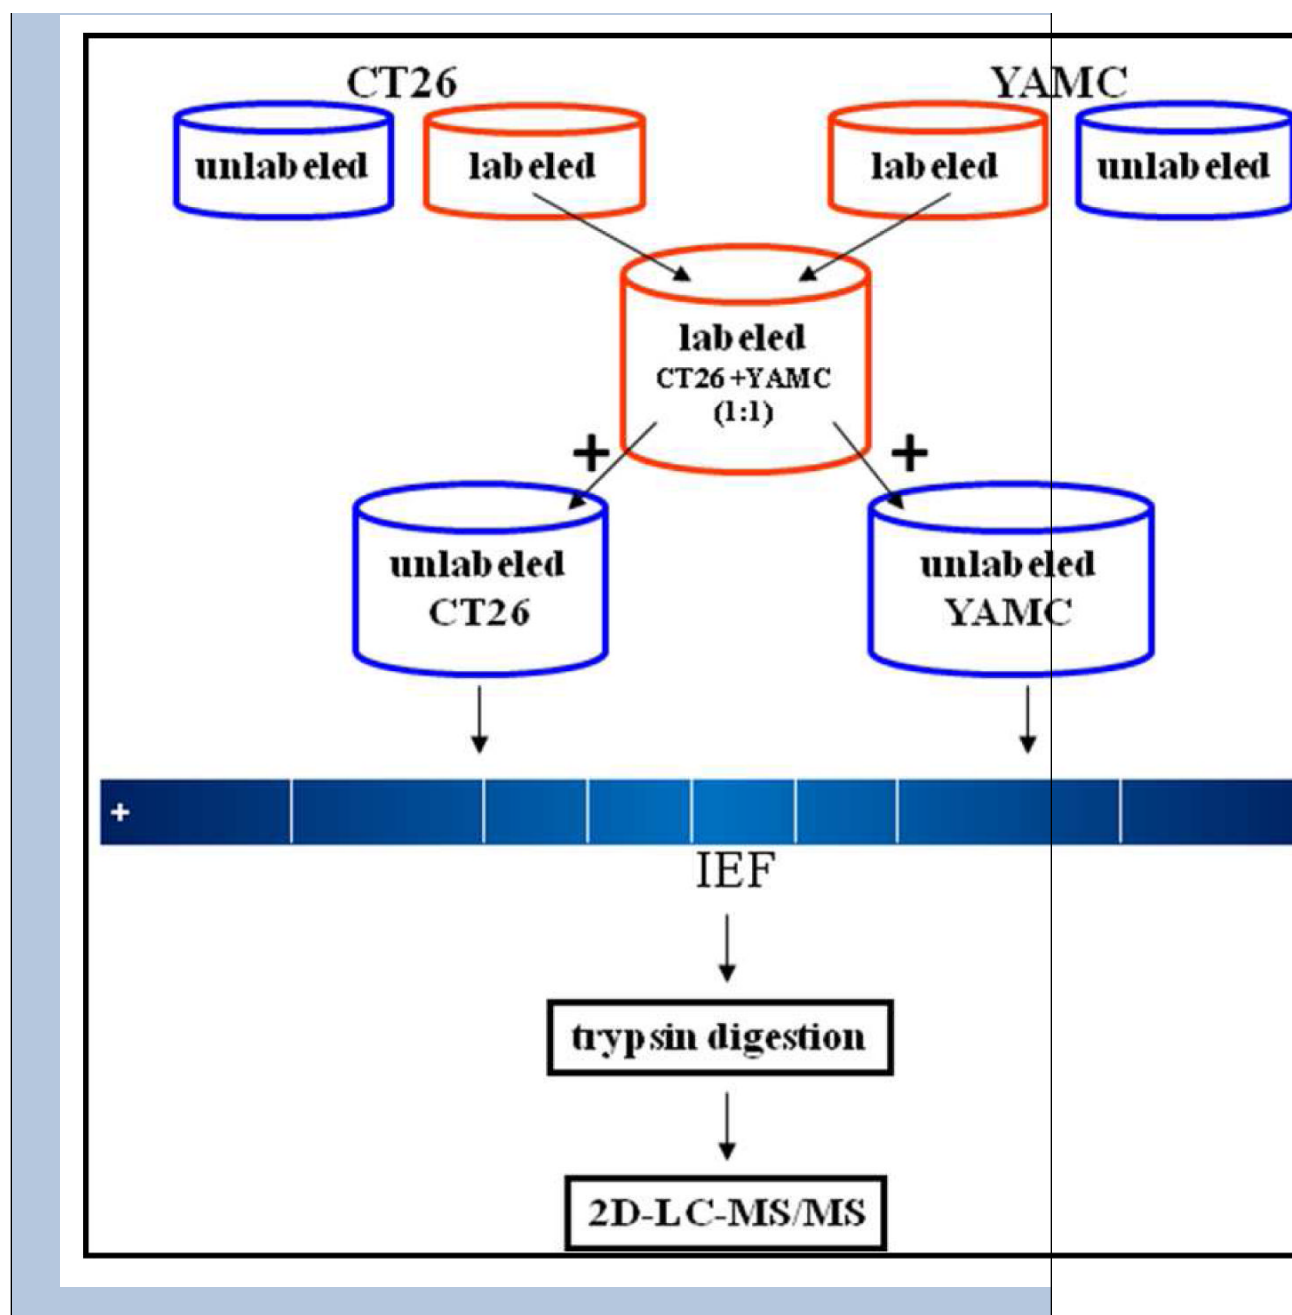 CT26 YAMC
unlabeled labeled labeled unlabeled
labeled
CT26+YAMC
(1:1)
+ +
unlabeled unlabeled
CT26 YAMC
+
IEF
trypsin digestion
2D-LC-MS/MS